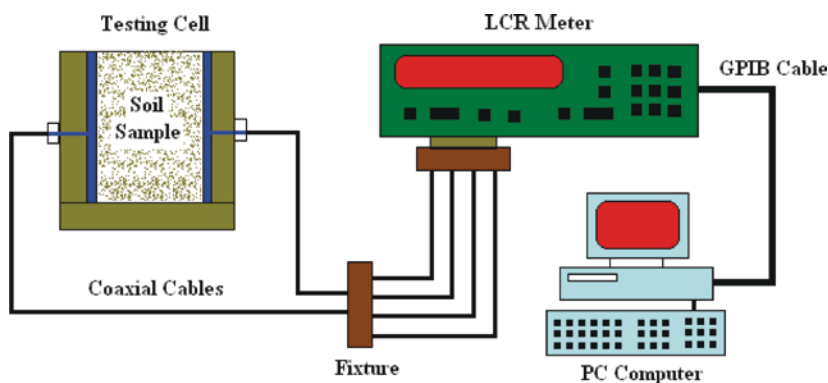 Testing Cell
LCR Meter
GPIB Cable
Soil
Sample
Coaxial Cables
Fixture
PC Computer